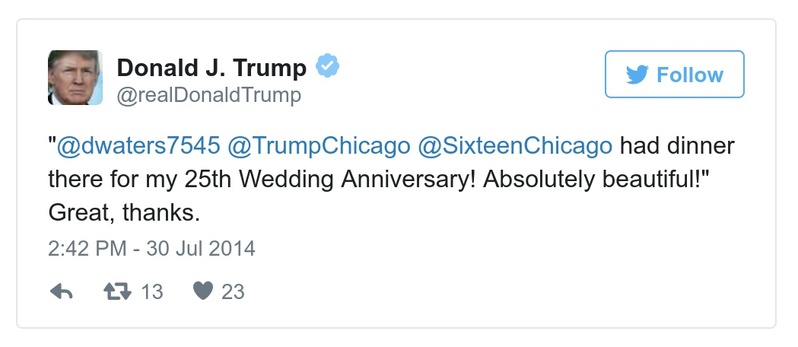 Donald J. Trump
@realDonaldTrump
Follow
"@dwaters7545 @TrumpChicago @SixteenChicago had dinner
there for my 25th Wedding Anniversary! Absolutely beautiful!"
Great, thanks.
2:42 PM - 30 Jul 2014
13 23